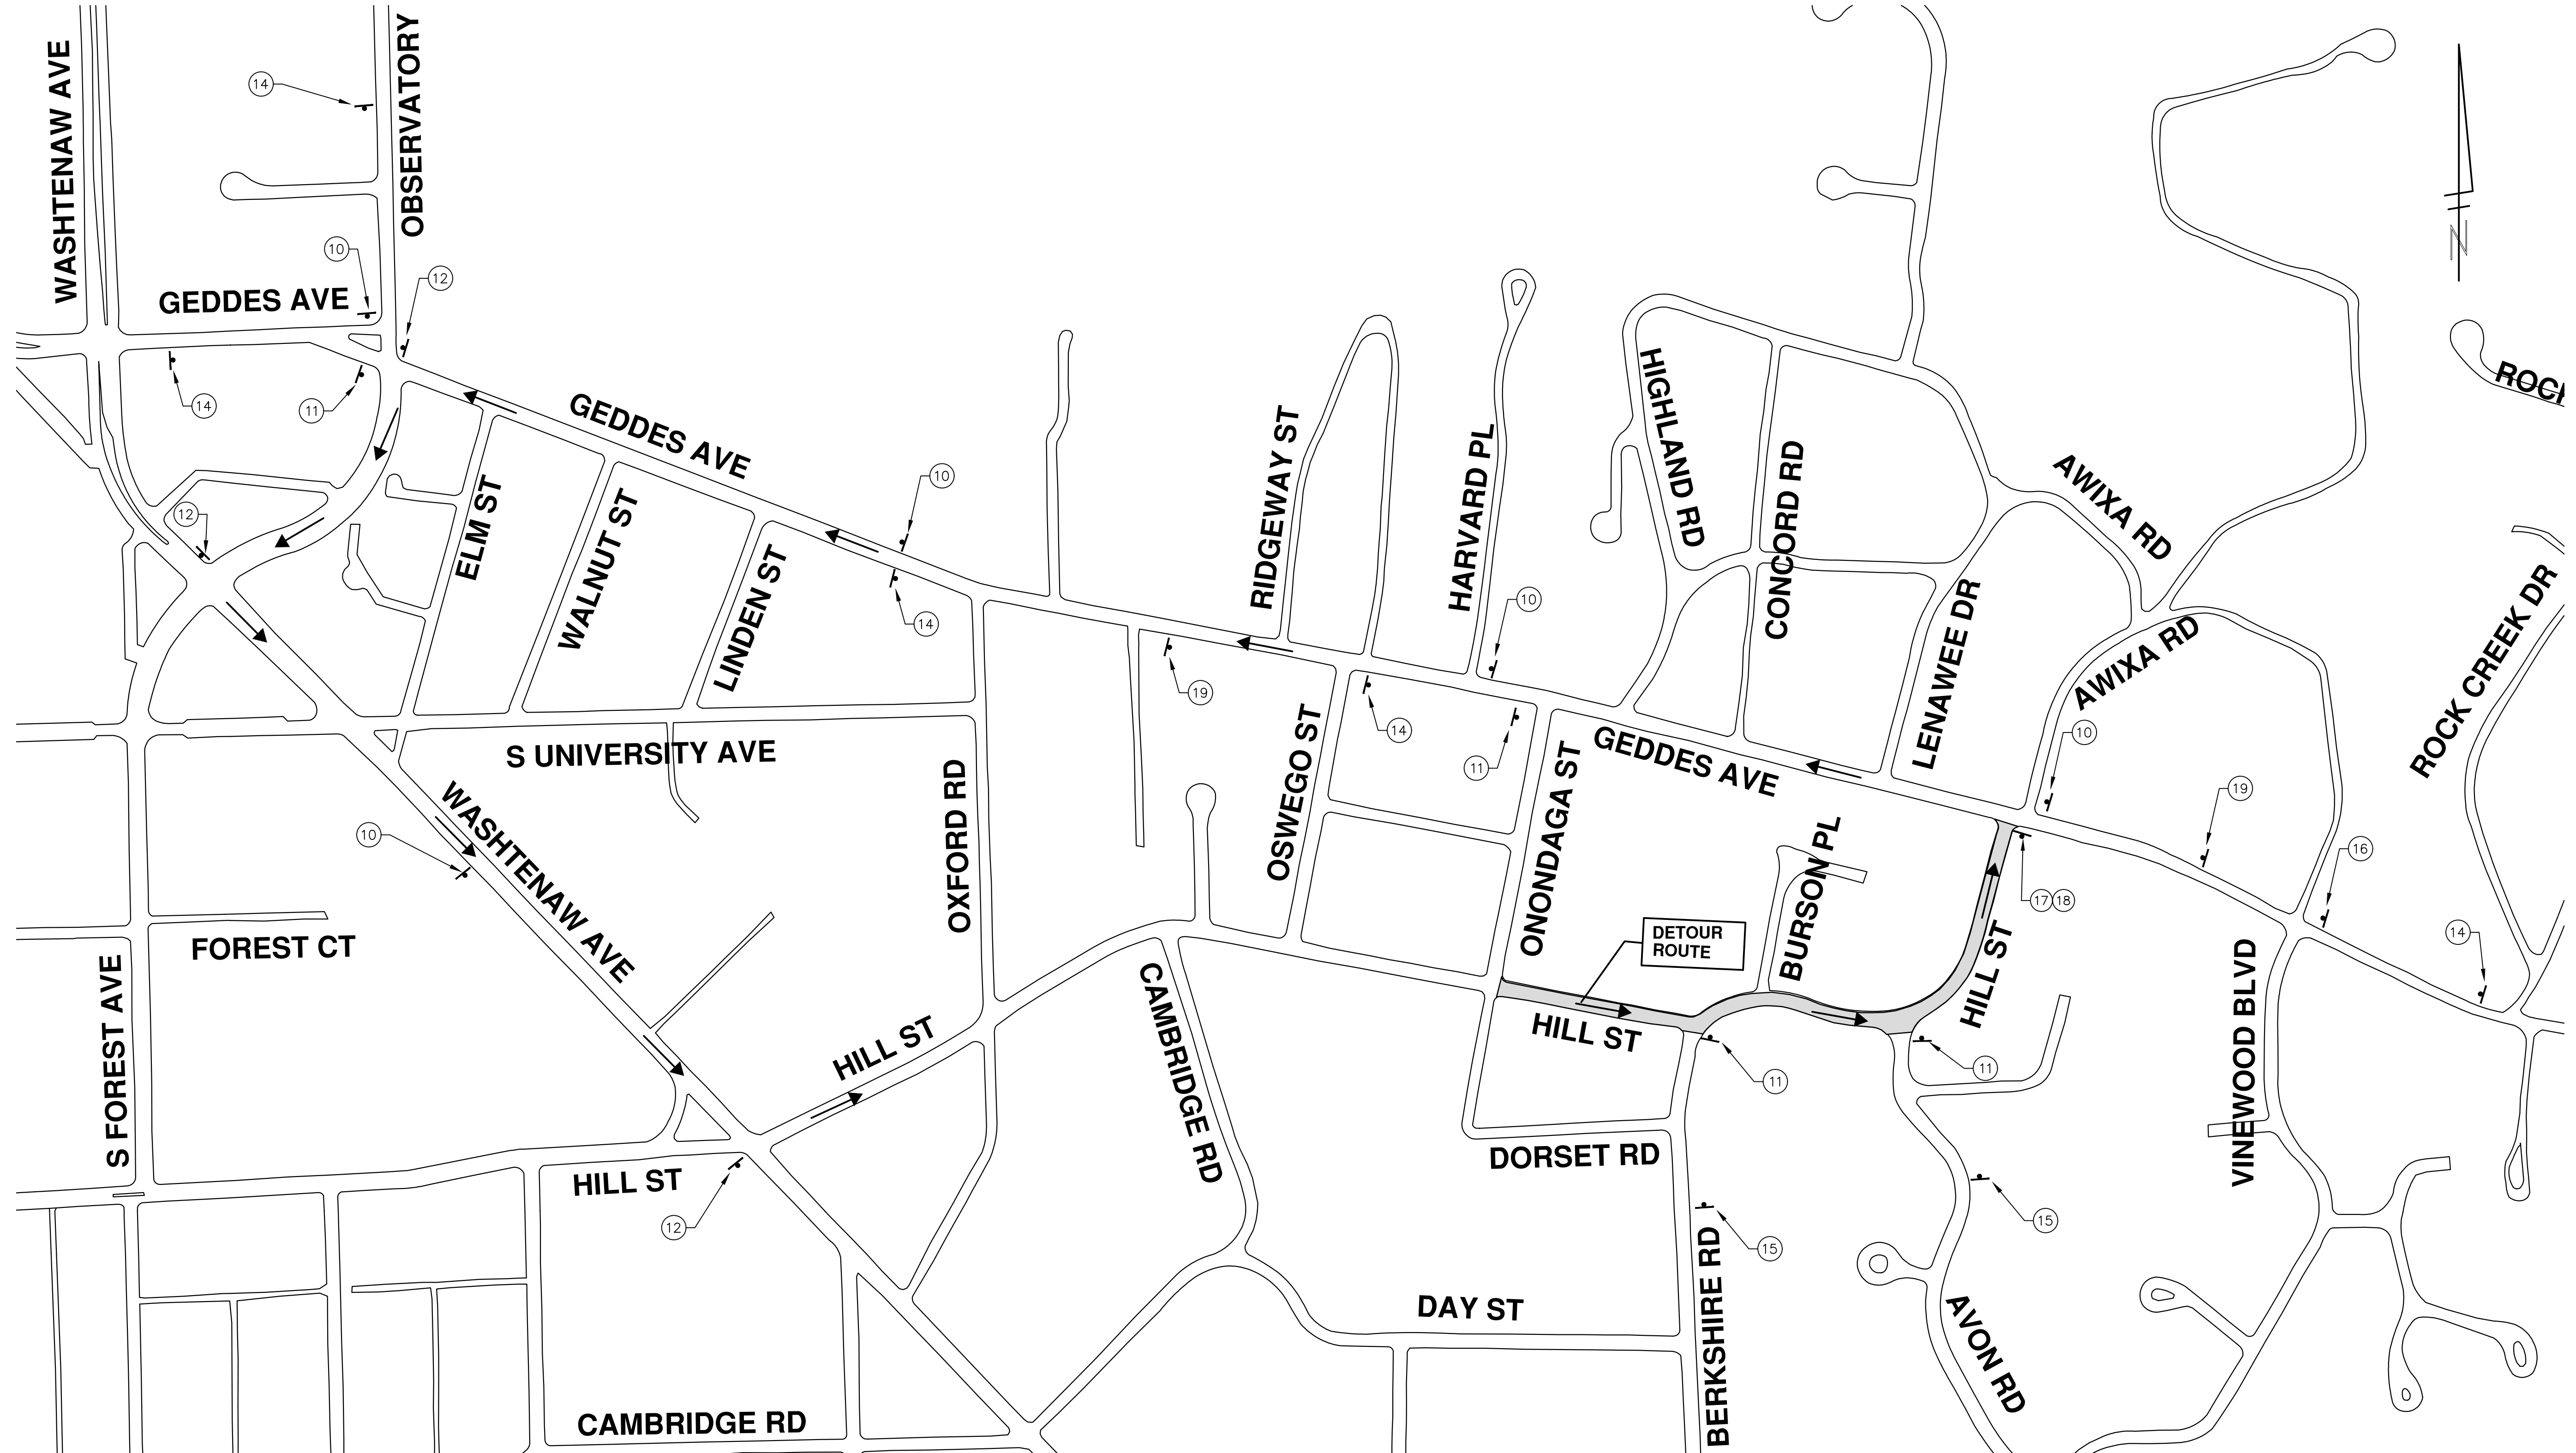 WASHTENAW AVE
OBSERVATORY
14
10
12
GEDDES AVE
14
11
12
GEDDES AVE
ELM ST
WALNUT ST
LINDEN ST
10
14
S UNIVERSITY AVE
WASHTENAW AVE
10
OXFORD RD
19
RIDGEWAY ST
HARVARD PL
10
14
11
OSWEGO ST
ONONDAGA ST
HIGHLAND RD
CONCORD RD
GEDDES AVE
LENAWEE DR
AWIXA RD
AWIXA RD
10
19
16
14
17
18
N
ROCK
ROCK CREEK DR
VINEWOOD BLVD
BURSON PL
DETOUR
ROUTE
HILL ST
HILL ST
11
11
15
15
FOREST CT
S FOREST AVE
HILL ST
HILL ST
12
CAMBRIDGE RD
CAMBRIDGE RD
DORSET RD
DAY ST
BERKSHIRE RD
AVON RD